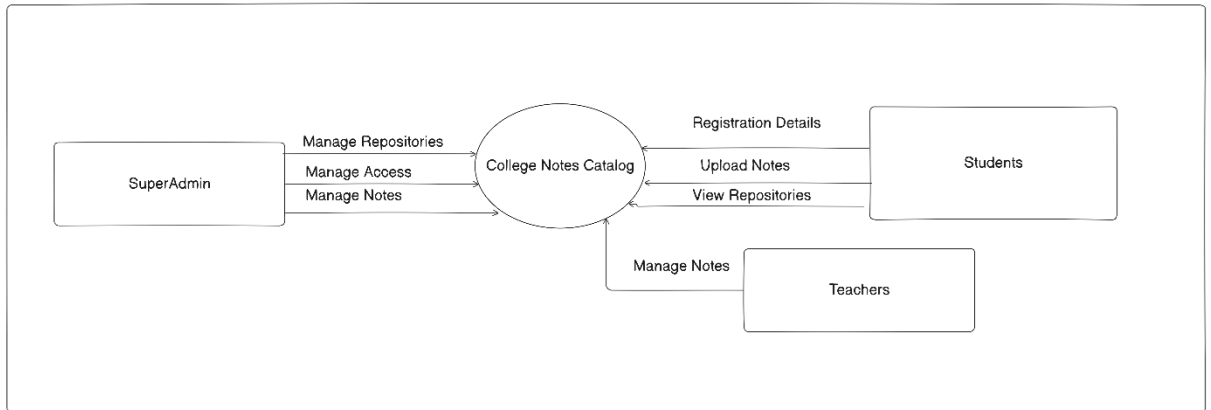 SuperAdmin
Manage Repositories
Manage Access
Manage Notes
College Notes Catalog
Registration Details
Upload Notes
View Repositories
Students
Manage Notes
Teachers